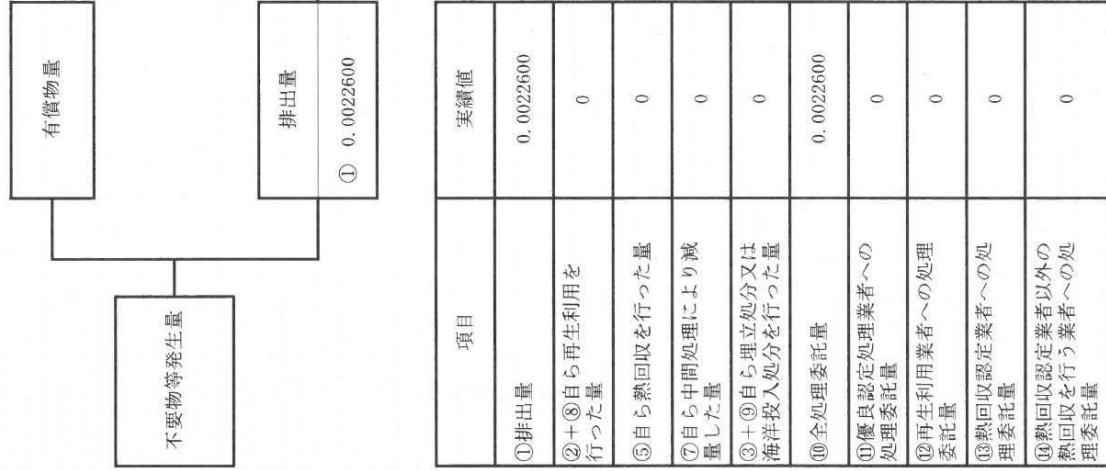 有償物量
不要物等発生量
排出量
① 0.0022600
項目
実績値
①排出量
0.0022600
②+⑧自ら再生利用を
行った量
0
⑤自ら熱回収を行った量
0
⑦自ら中間処理により減
量した量
0
③+⑨自ら埋立処分又は
海洋投入処分を行った量
0
⑩全処理委託量
0.0022600
⑪優良認定処理業者への
処理委託量
0
⑫再生利用業者への処理
委託量
0
⑬熱回収認定業者への処
理委託量
0
⑭熱回収認定業者以外の
熱回収を行う業者への処
理委託量
0